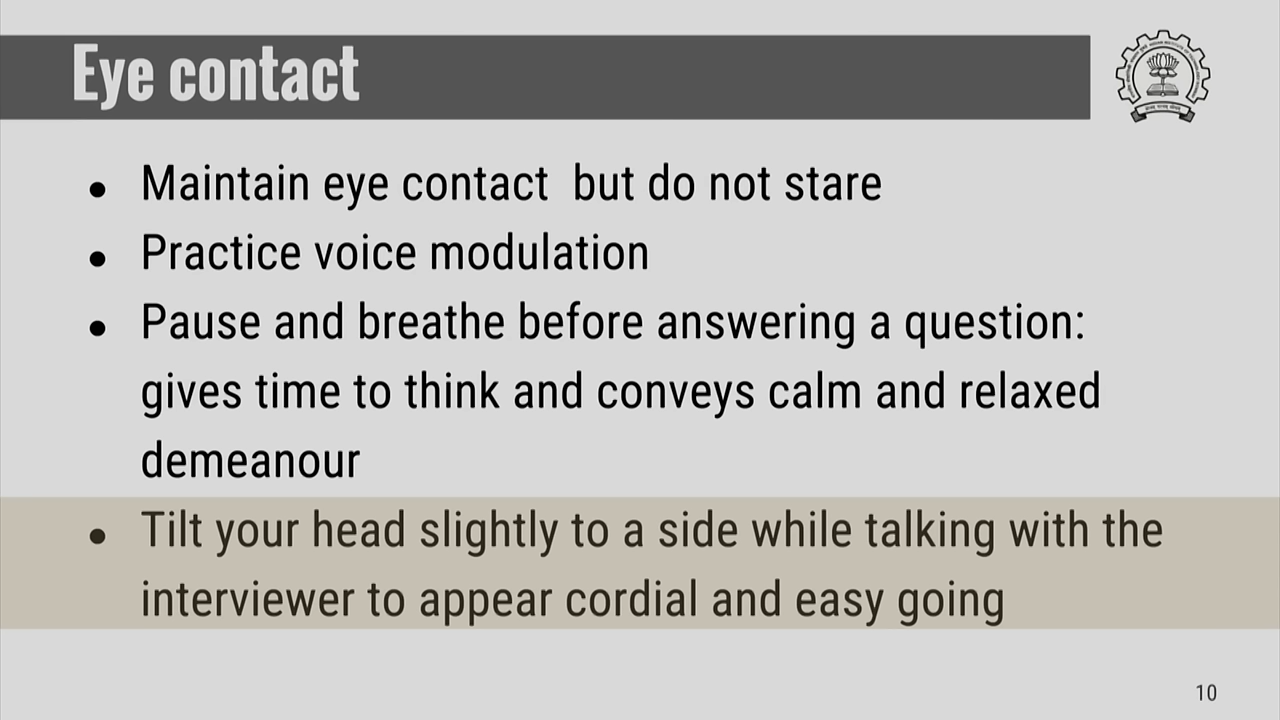 Eye contact
● Maintain eye contact  but do not stare
● Practice voice modulation
● Pause and breathe before answering a question:
gives time to think and conveys calm and relaxed
demeanour
● Tilt your head slightly to a side while talking with the
interviewer to appear cordial and easy going
10